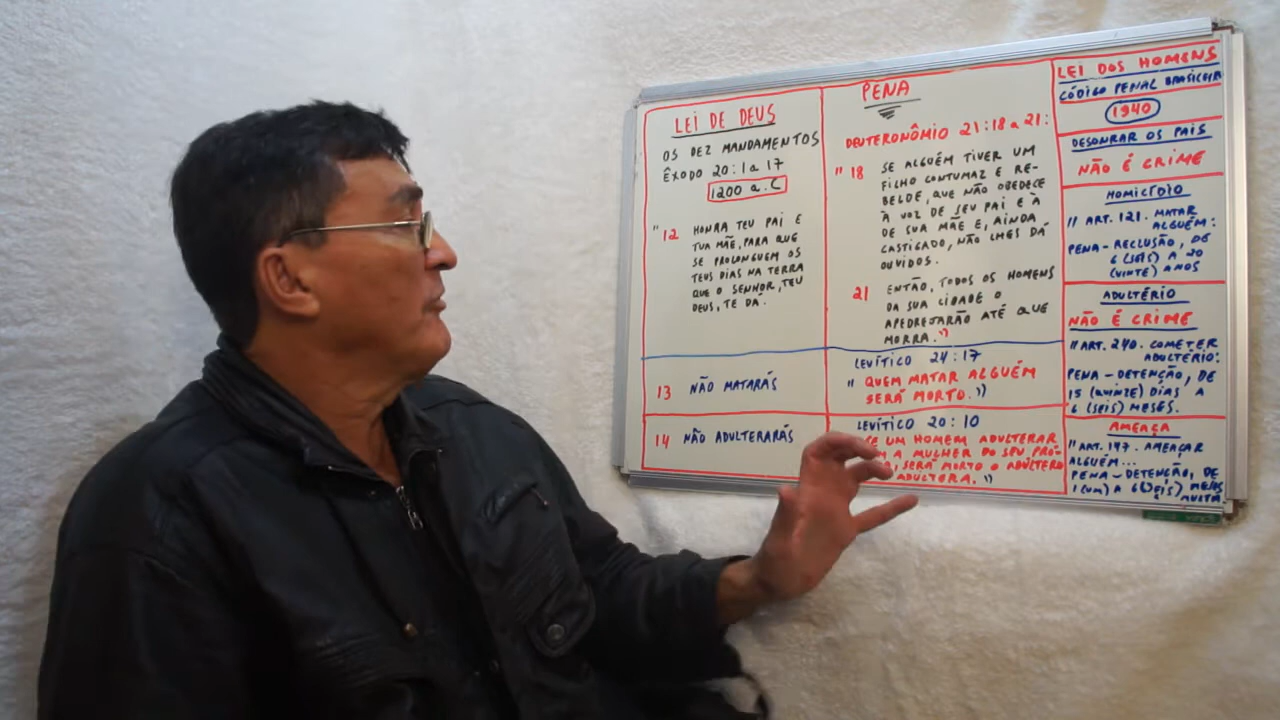 LEI DE DEUS
OS DEZ MANDAMENTOS
ÊXODO 20:1 a 17
1200 a.C
"12 HONRA TEU PAI E
TUA MÃE, PARA QUE
SE PROLONGUEM OS
TEUS DIAS NA TERRA
QUE O SENHOR, TEU
DEUS, TE DÁ.
13 NÃO MATARÁS
14 NÃO ADULTERARÁS
PENA
DEUTERONÔMIO 21:18 a 21:
"18 SE ALGUÉM TIVER UM
FILHO CONTUMAZ E RE-
BELDE, QUE NÃO OBEDECE
À VOZ DE SEU PAI E À
DE SUA MÃE E, AINDA
CASTIGADO, NÃO LHES DÁ
OUVIDOS.
21 ENTÃO, TODOS OS HOMENS
DA SUA CIDADE O
APEDREJARÃO ATÉ QUE
MORRA."
LEVÍTICO 24:17
"QUEM MATAR ALGUÉM
SERÁ MORTO."
LEVÍTICO 20:10
UM HOMEM ADULTERAR
A MULHER DO SEU PRÓ-
SERÁ MORTO O ADÚLTERO
ADÚLTERA."
LEI DOS HOMENS
CÓDIGO PENAL BRASILEIR
1940
DESONRAR OS PAIS
NÃO É CRIME
HOMICÍDIO
"ART. 121. MATAR
ALGUÉM:
PENA - RECLUSÃO, DE
6 (SEIS) A 20
(VINTE) ANOS
ADULTÉRIO
NÃO É CRIME
"ART. 240. COMETER
ADULTÉRIO:
PENA - DETENÇÃO, DE
15 (QUINZE) DIAS A
6 (SEIS) MESES.
AMEAÇA
"ART. 147. AMEAÇAR
ALGUÉM...
PENA - DETENÇÃO, DE
1 (UM) A 6 (SEIS) MESES
MULTA